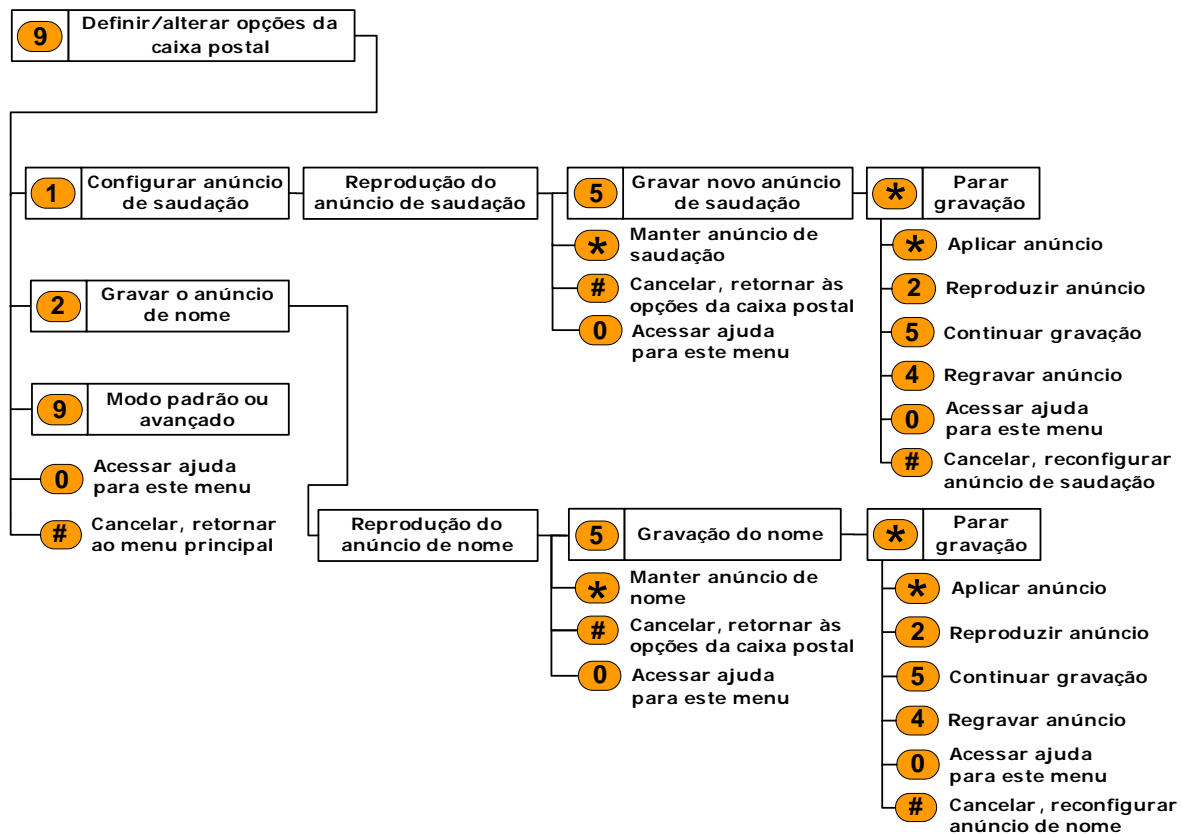 9
Definir/alterar opções da
caixa postal
1
Configurar anúncio
de saudação
Reprodução do
anúncio de saudação
5
Gravar novo anúncio
de saudação
*
Parar
gravação
*
Manter anúncio de
saudação
#
Cancelar, retornar às
opções da caixa postal
0
Acessar ajuda
para este menu
*
Aplicar anúncio
2
Reproduzir anúncio
5
Continuar gravação
4
Regravar anúncio
0
Acessar ajuda
para este menu
#
Cancelar, reconfigurar
anúncio de saudação
2
Gravar o anúncio
de nome
9
Modo padrão ou
avançado
0
Acessar ajuda
para este menu
#
Cancelar, retornar
ao menu principal
Reprodução do
anúncio de nome
5
Gravação do nome
*
Parar
gravação
*
Manter anúncio de
nome
#
Cancelar, retornar às
opções da caixa postal
0
Acessar ajuda
para este menu
*
Aplicar anúncio
2
Reproduzir anúncio
5
Continuar gravação
4
Regravar anúncio
0
Acessar ajuda
para este menu
#
Cancelar, reconfigurar
anúncio de nome